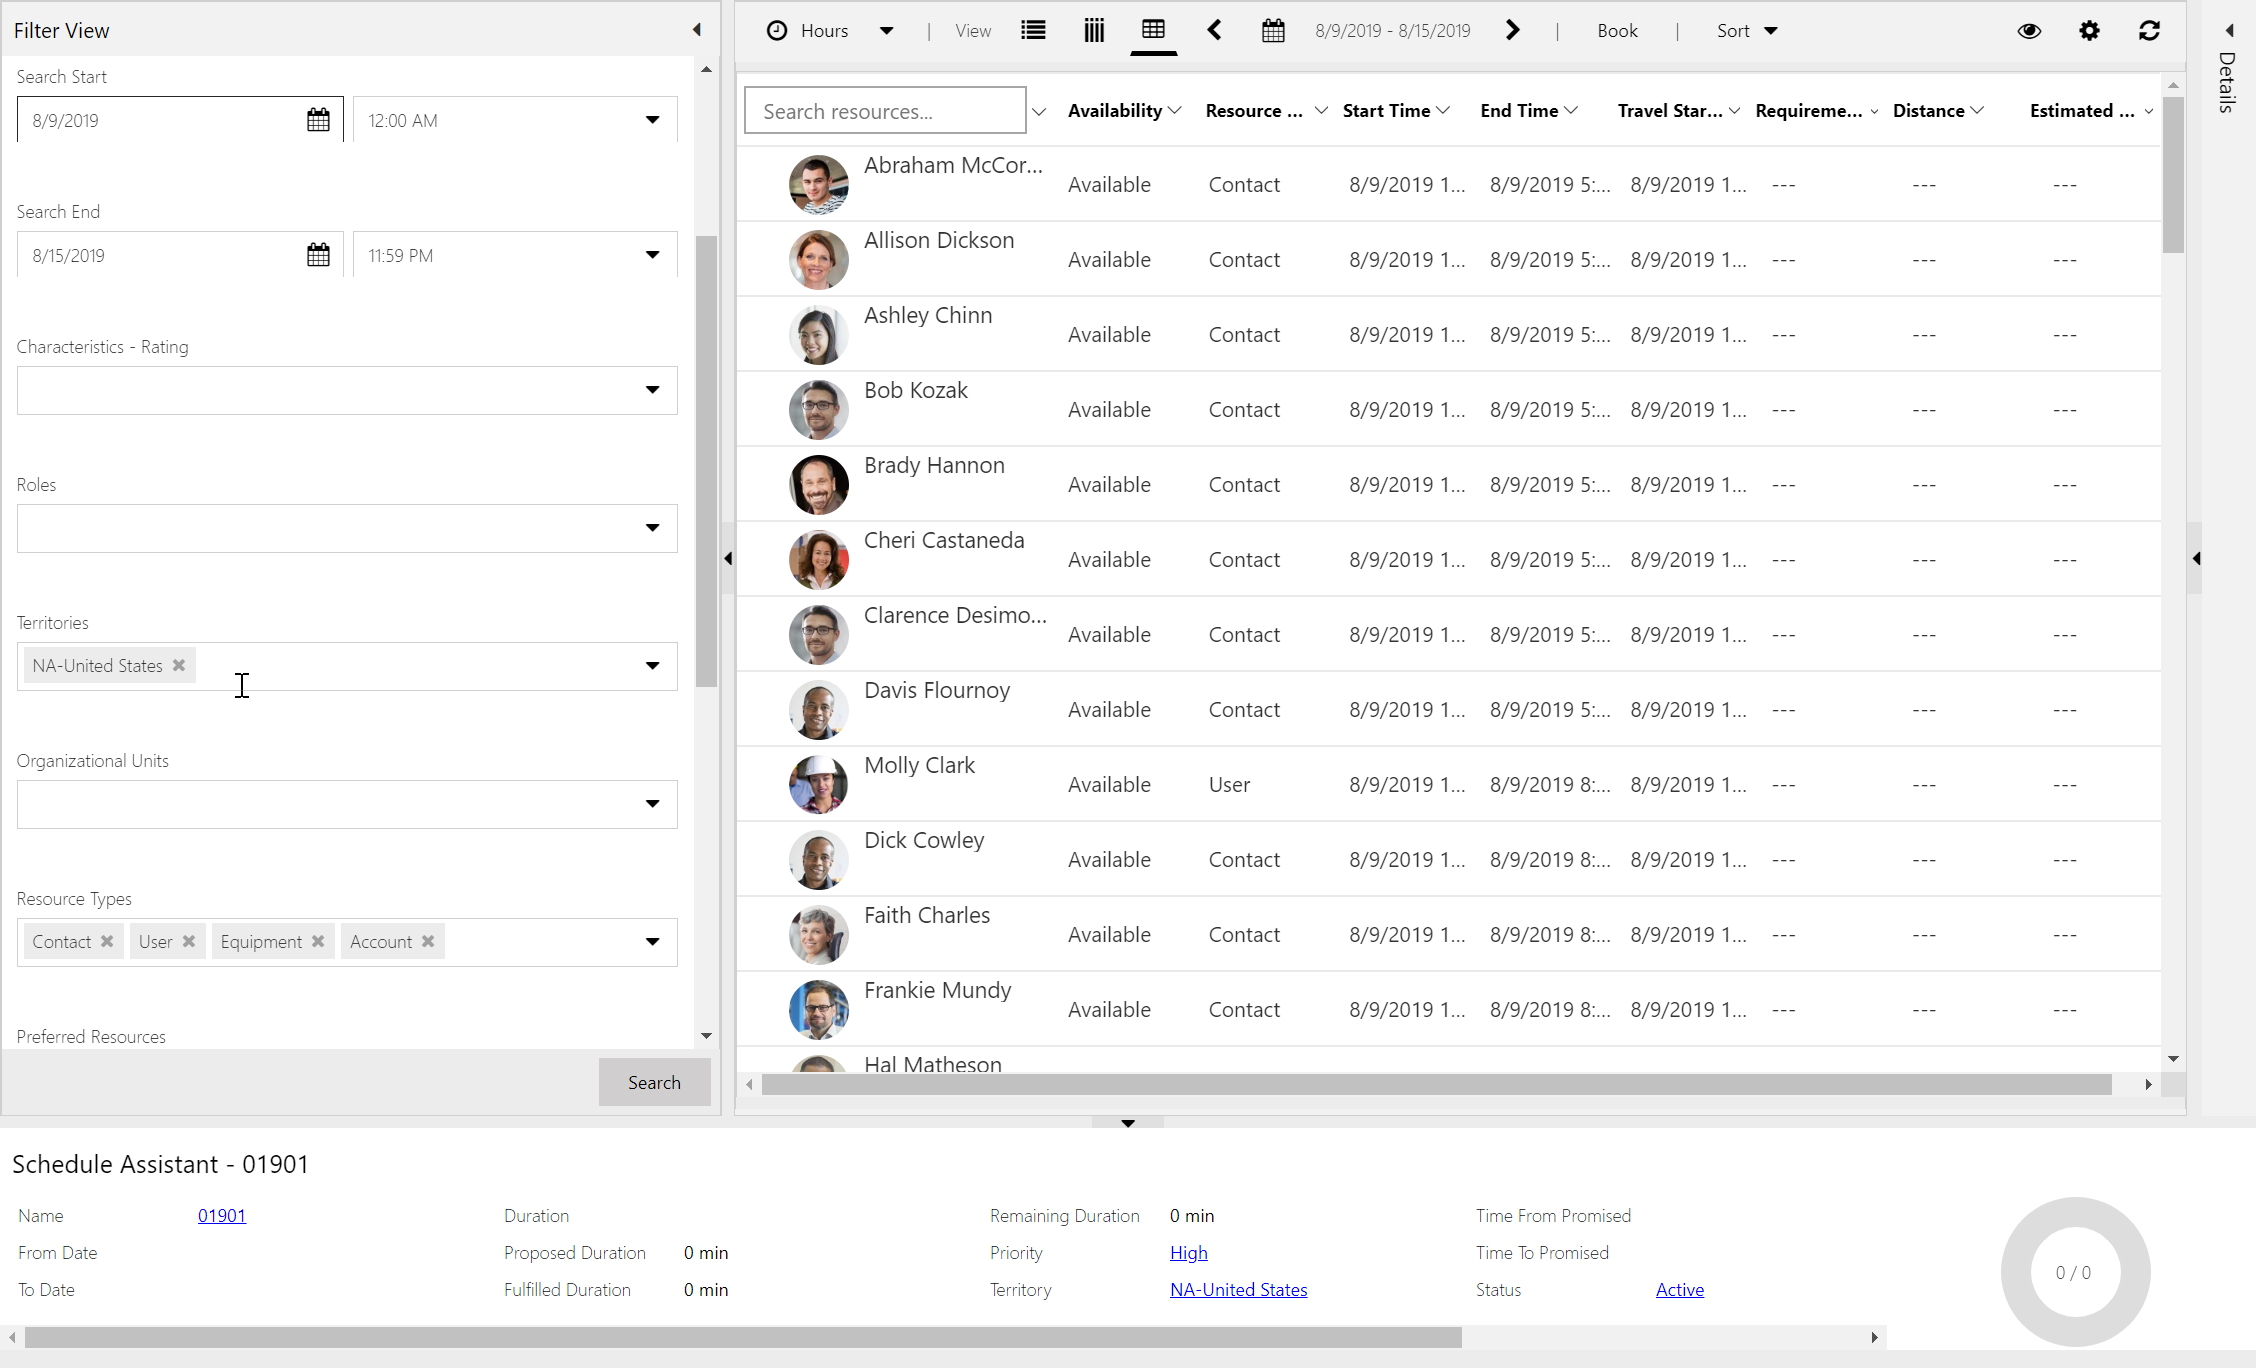 Filter View
Search Start
8/9/2019 12:00 AM
Search End
8/15/2019 11:59 PM
Characteristics - Rating
Roles
Territories
NA-United States
Organizational Units
Resource Types
Contact User Equipment Account
Preferred Resources
Search
Hours | View 8/9/2019 - 8/15/2019 | Book | Sort
Search resources... Availability Resource ... Start Time End Time Travel Star... Requireme... Distance Estimated ...
Abraham McCor... Available Contact 8/9/2019 1... 8/9/2019 5:... 8/9/2019 1... --- --- ---
Allison Dickson Available Contact 8/9/2019 1... 8/9/2019 5:... 8/9/2019 1... --- --- ---
Ashley Chinn Available Contact 8/9/2019 1... 8/9/2019 5:... 8/9/2019 1... --- --- ---
Bob Kozak Available Contact 8/9/2019 1... 8/9/2019 5:... 8/9/2019 1... --- --- ---
Brady Hannon Available Contact 8/9/2019 1... 8/9/2019 5:... 8/9/2019 1... --- --- ---
Cheri Castaneda Available Contact 8/9/2019 1... 8/9/2019 5:... 8/9/2019 1... --- --- ---
Clarence Desimo... Available Contact 8/9/2019 1... 8/9/2019 5:... 8/9/2019 1... --- --- ---
Davis Flournoy Available Contact 8/9/2019 1... 8/9/2019 5:... 8/9/2019 1... --- --- ---
Molly Clark Available User 8/9/2019 1... 8/9/2019 8:... 8/9/2019 1... --- --- ---
Dick Cowley Available Contact 8/9/2019 1... 8/9/2019 8:... 8/9/2019 1... --- --- ---
Faith Charles Available Contact 8/9/2019 1... 8/9/2019 8:... 8/9/2019 1... --- --- ---
Frankie Mundy Available Contact 8/9/2019 1... 8/9/2019 8:... 8/9/2019 1... --- --- ---
Hal Matheson
Details
Schedule Assistant - 01901
Name 01901 Duration Remaining Duration 0 min Time From Promised
From Date Proposed Duration 0 min Priority High Time To Promised
To Date Fulfilled Duration 0 min Territory NA-United States Status Active
0 / 0